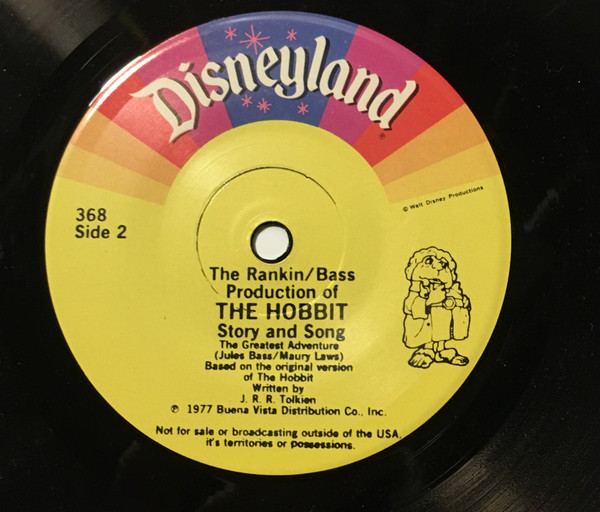 Disneyland
®
© Walt Disney Productions
368
Side 2
The Rankin/Bass
Production of
THE HOBBIT
Story and Song
The Greatest Adventure
(Jules Bass/Maury Laws)
Based on the original version
of The Hobbit
Written by
J. R. R. Tolkien
℗ 1977 Buena Vista Distribution Co., Inc.
Not for sale or broadcasting outside of the USA,
it's territories or possessions.